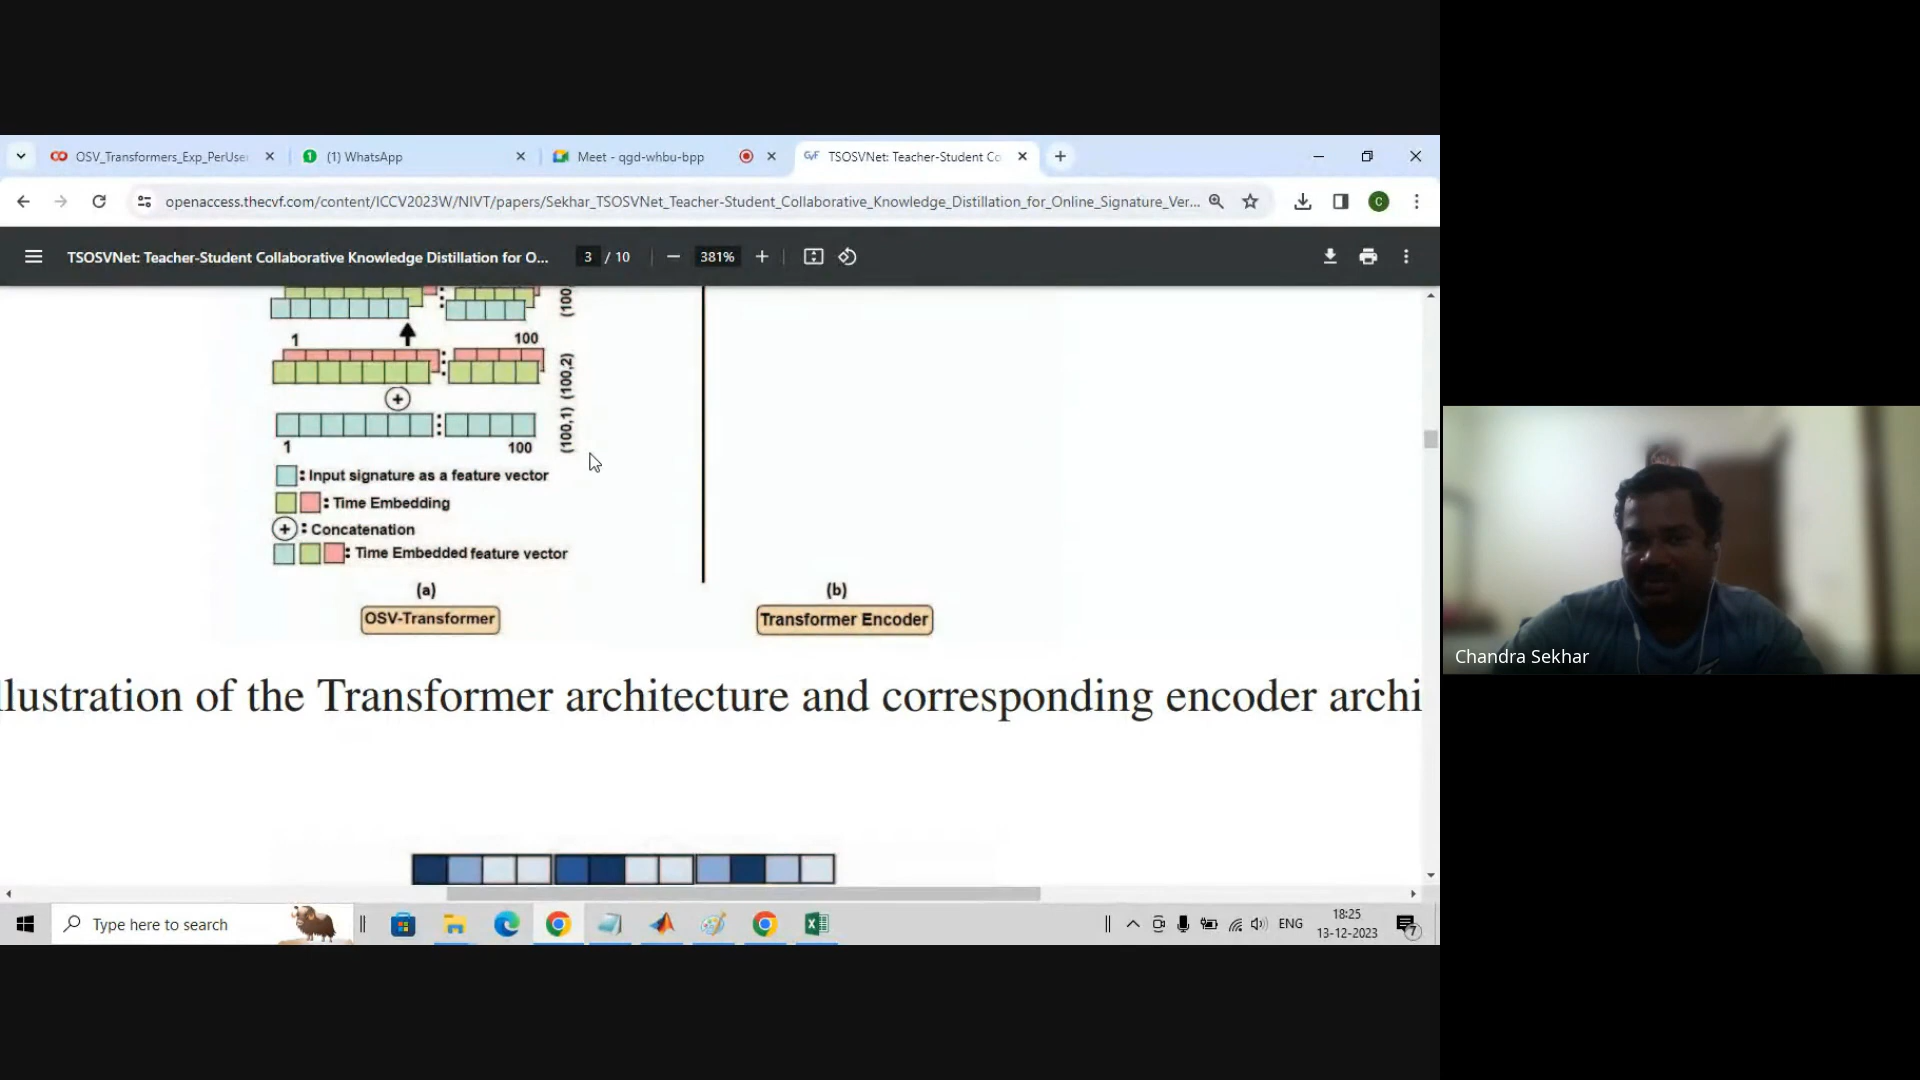 OSV_Transformers_Exp_PerUse
(1) WhatsApp
Meet - qgd-whbu-bpp
TSOSVNet: Teacher-Student Co
openaccess.thecvf.com/content/ICCV2023W/NIVT/papers/Sekhar_TSOSVNet_Teacher-Student_Collaborative_Knowledge_Distillation_for_Online_Signature_Ver...
C
TSOSVNet: Teacher-Student Collaborative Knowledge Distillation for O...
3 / 10
381%
(100,
1 100
(100,2)
(100,1)
1 100
: Input signature as a feature vector
: Time Embedding
+ : Concatenation
: Time Embedded feature vector
(a) (b)
OSV-Transformer Transformer Encoder
llustration of the Transformer architecture and corresponding encoder archi
Chandra Sekhar
Type here to search
ENG
18:25
13-12-2023
7